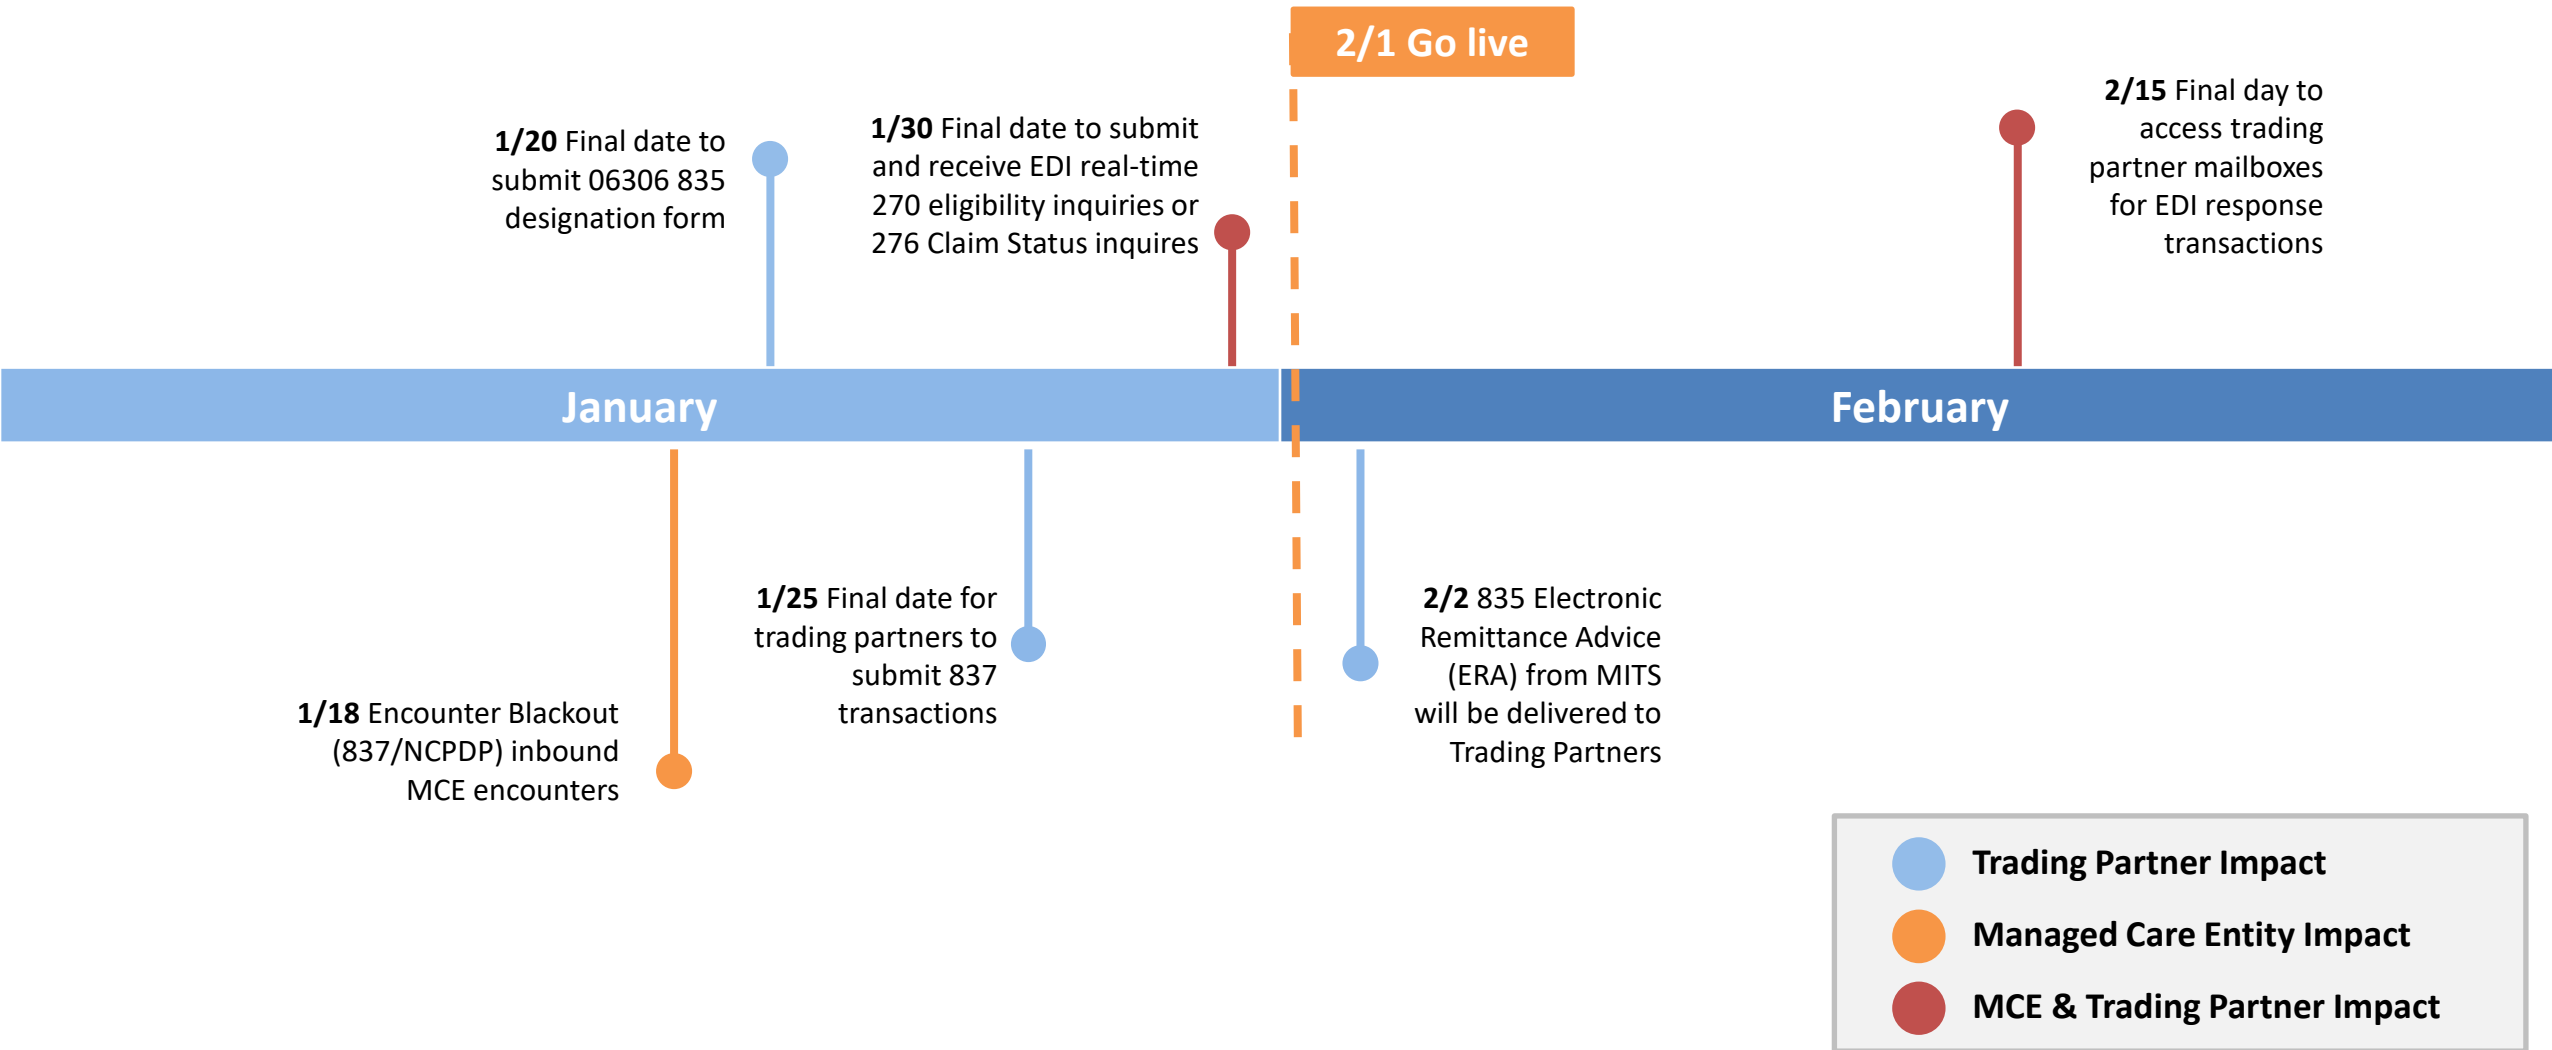 2/1 Go live
1/20 Final date to
submit 06306 835
designation form
1/30 Final date to submit
and receive EDI real-time
270 eligibility inquiries or
276 Claim Status inquires
2/15 Final day to
access trading
partner mailboxes
for EDI response
transactions
January
February
1/18 Encounter Blackout
(837/NCPDP) inbound
MCE encounters
1/25 Final date for
trading partners to
submit 837
transactions
2/2 835 Electronic
Remittance Advice
(ERA) from MITS
will be delivered to
Trading Partners
Trading Partner Impact
Managed Care Entity Impact
MCE & Trading Partner Impact